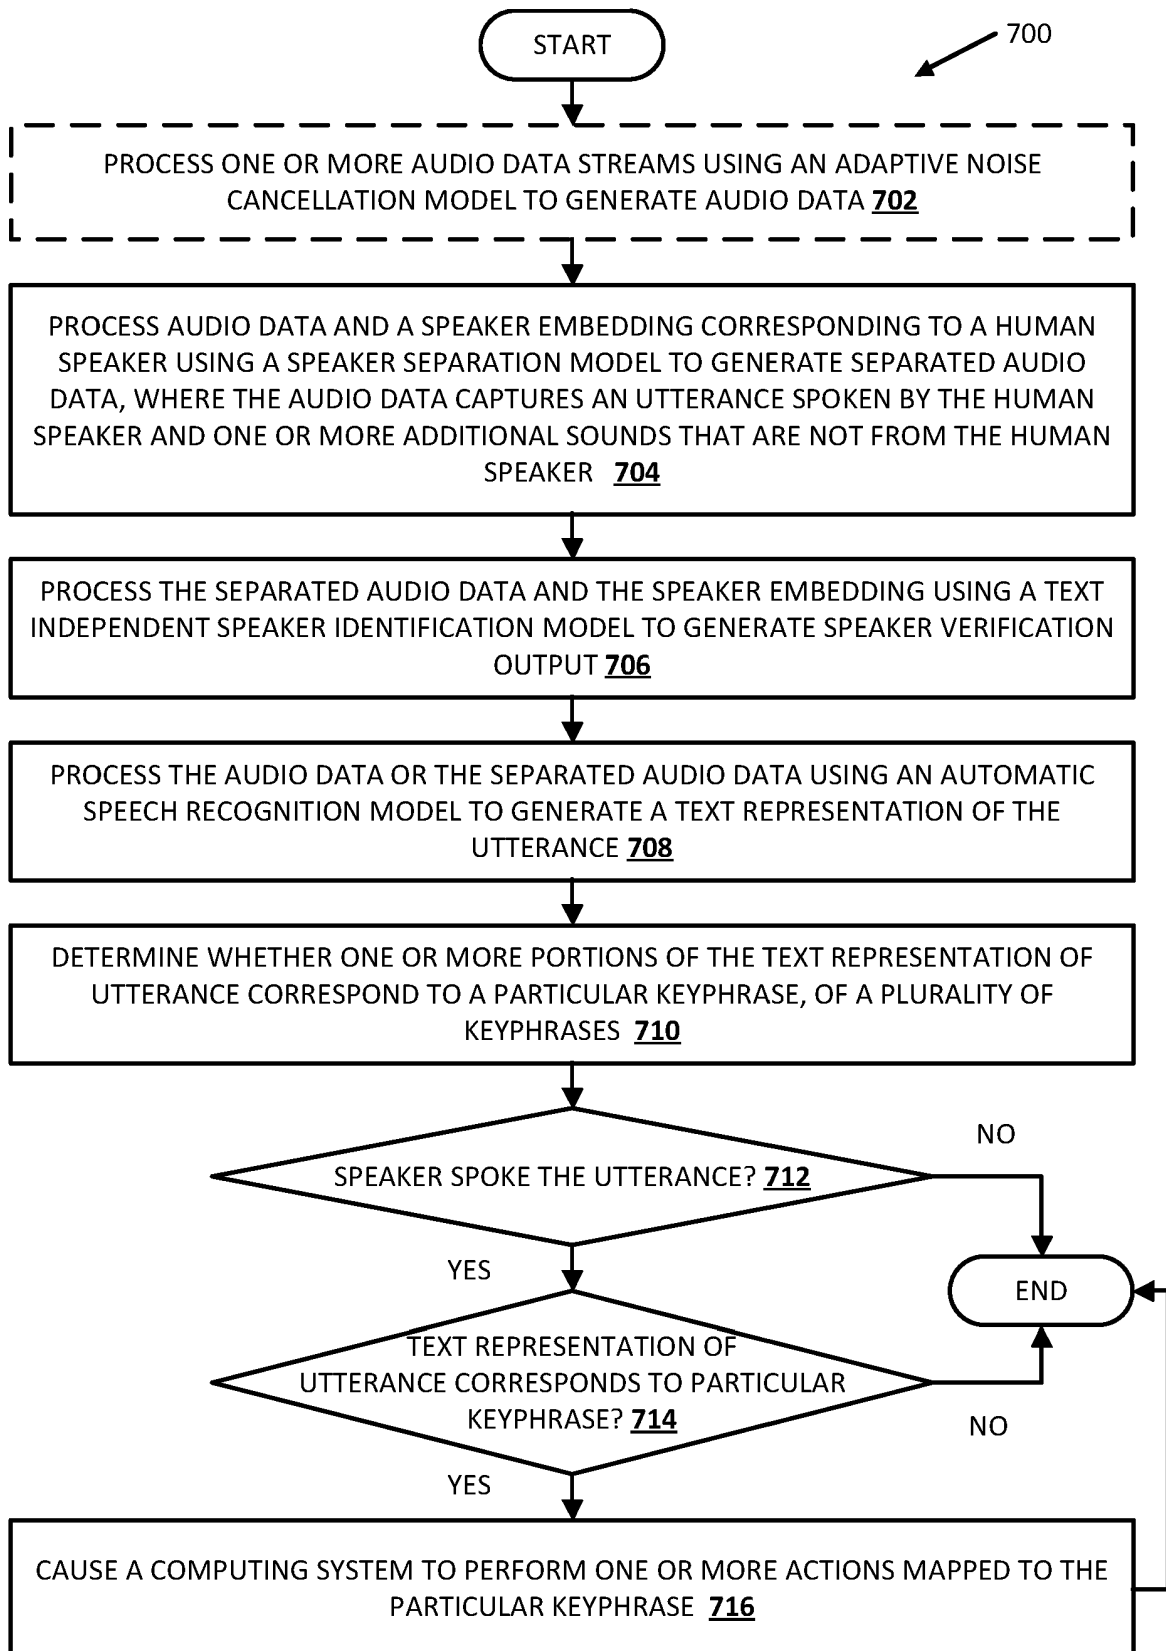 START
700
PROCESS ONE OR MORE AUDIO DATA STREAMS USING AN ADAPTIVE NOISE
CANCELLATION MODEL TO GENERATE AUDIO DATA 702
PROCESS AUDIO DATA AND A SPEAKER EMBEDDING CORRESPONDING TO A HUMAN
SPEAKER USING A SPEAKER SEPARATION MODEL TO GENERATE SEPARATED AUDIO
DATA, WHERE THE AUDIO DATA CAPTURES AN UTTERANCE SPOKEN BY THE HUMAN
SPEAKER AND ONE OR MORE ADDITIONAL SOUNDS THAT ARE NOT FROM THE HUMAN
SPEAKER 704
PROCESS THE SEPARATED AUDIO DATA AND THE SPEAKER EMBEDDING USING A TEXT
INDEPENDENT SPEAKER IDENTIFICATION MODEL TO GENERATE SPEAKER VERIFICATION
OUTPUT 706
PROCESS THE AUDIO DATA OR THE SEPARATED AUDIO DATA USING AN AUTOMATIC
SPEECH RECOGNITION MODEL TO GENERATE A TEXT REPRESENTATION OF THE
UTTERANCE 708
DETERMINE WHETHER ONE OR MORE PORTIONS OF THE TEXT REPRESENTATION OF
UTTERANCE CORRESPOND TO A PARTICULAR KEYPHRASE, OF A PLURALITY OF
KEYPHRASES 710
NO
SPEAKER SPOKE THE UTTERANCE? 712
YES
END
TEXT REPRESENTATION OF
UTTERANCE CORRESPONDS TO PARTICULAR
KEYPHRASE? 714
NO
YES
CAUSE A COMPUTING SYSTEM TO PERFORM ONE OR MORE ACTIONS MAPPED TO THE
PARTICULAR KEYPHRASE 716